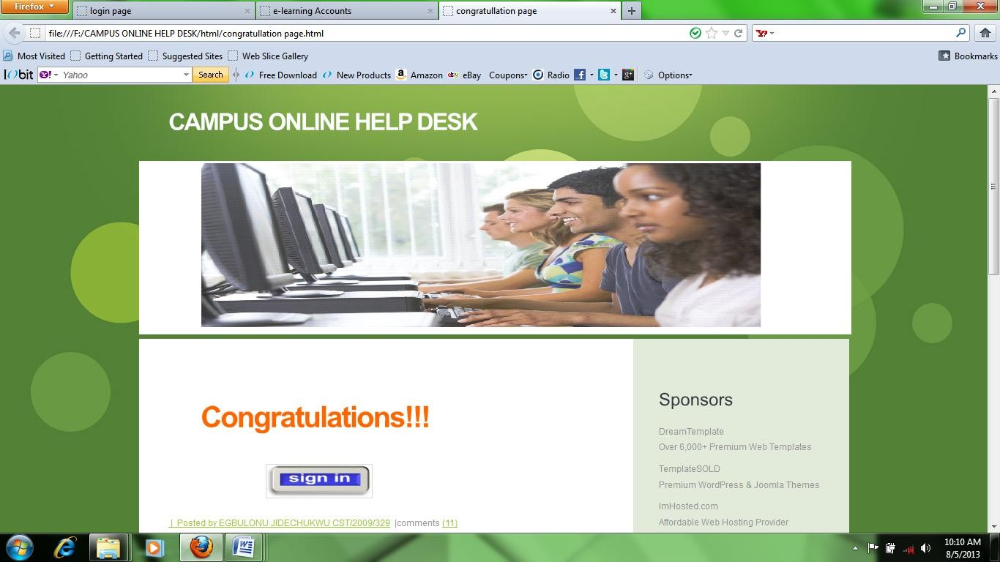 Firefox
login page
e-learning Accounts
congratullation page
file:///F:/CAMPUS ONLINE HELP DESK/html/congratullation page.html
Most Visited Getting Started Suggested Sites Web Slice Gallery Bookmarks
IObit Y! Yahoo Search Free Download New Products Amazon eBay Coupons Radio Options
CAMPUS ONLINE HELP DESK
Congratulations!!!
sign in
| Posted by EGBULONU JIDECHUKWU CST/2009/329 |comments (11)
Sponsors
DreamTemplate
Over 6,000+ Premium Web Templates
TemplateSOLD
Premium WordPress & Joomla Themes
ImHosted.com
Affordable Web Hosting Provider
10:10 AM
8/5/2013